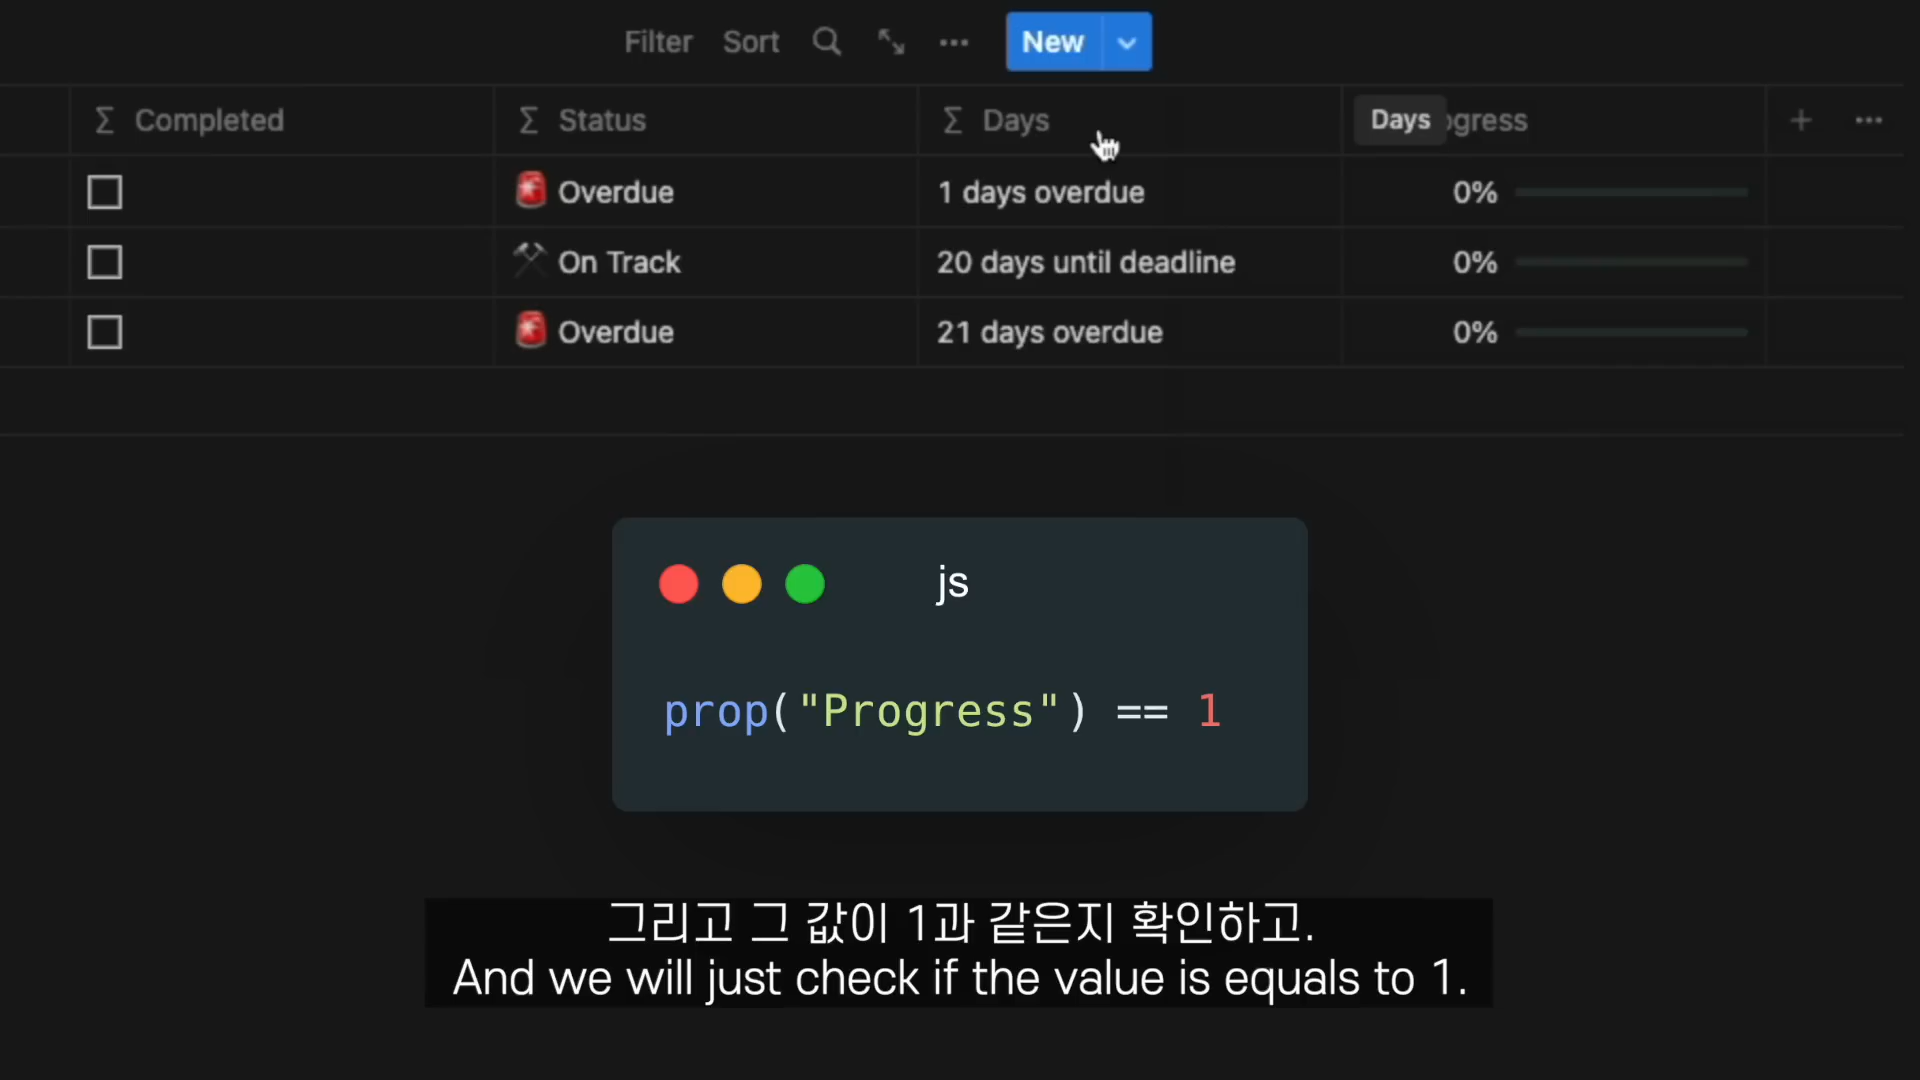 Filter Sort New
Σ Completed Σ Status Σ Days Days ogress
Overdue 1 days overdue 0%
On Track 20 days until deadline 0%
Overdue 21 days overdue 0%
js
prop("Progress") == 1
그리고 그 값이 1과 같은지 확인하고.
And we will just check if the value is equals to 1.